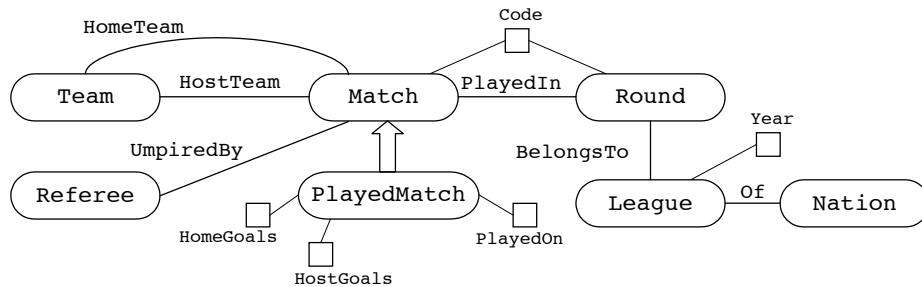 Code
HomeTeam
HostTeam
PlayedIn
Team
Match
Round
Year
UmpiredBy
BelongsTo
Referee
PlayedMatch
League
Of
Nation
HomeGoals
PlayedOn
HostGoals